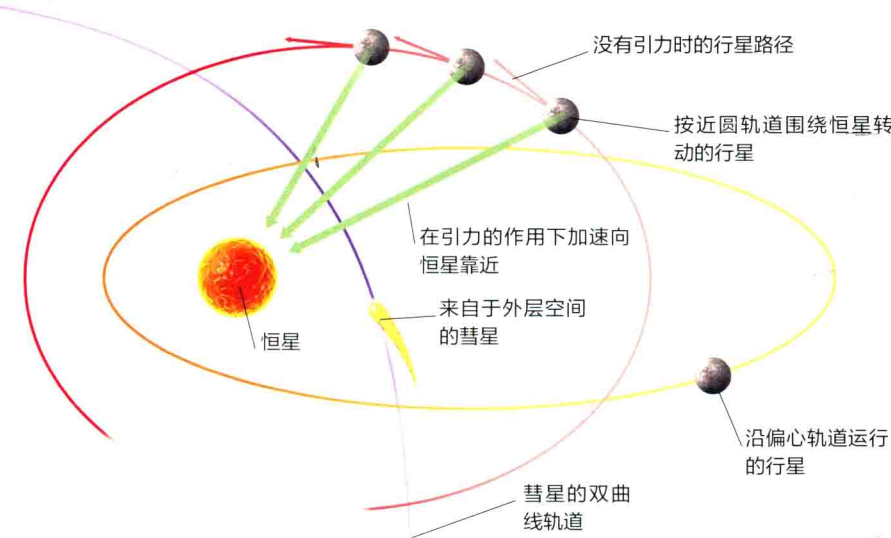 没有引力时的行星路径
按近圆轨道围绕恒星转
动的行星
在引力的作用下加速向
恒星靠近
来自于外层空间
的彗星
恒星
沿偏心轨道运行
的行星
彗星的双曲
线轨道